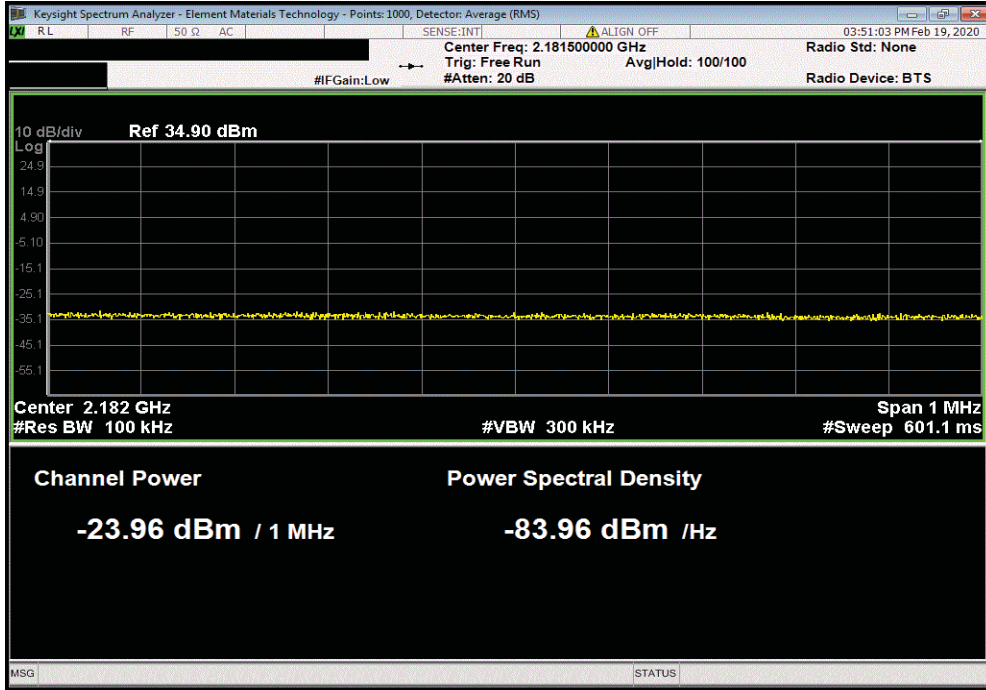 Keysight Spectrum Analyzer - Element Materials Technology - Points: 1000, Detector: Average (RMS)
LXI RL RF 50 Ω AC SENSE:INT ALIGN OFF 03:51:03 PM Feb 19, 2020
Center Freq: 2.181500000 GHz Radio Std: None
Trig: Free Run Avg|Hold: 100/100
#IFGain:Low #Atten: 20 dB Radio Device: BTS
10 dB/div Ref 34.90 dBm
Log
24.9
14.9
4.90
-5.10
-15.1
-25.1
-35.1
-45.1
-55.1
Center 2.182 GHz Span 1 MHz
#Res BW 100 kHz #VBW 300 kHz #Sweep 601.1 ms
Channel Power Power Spectral Density
-23.96 dBm / 1 MHz -83.96 dBm /Hz
MSG STATUS